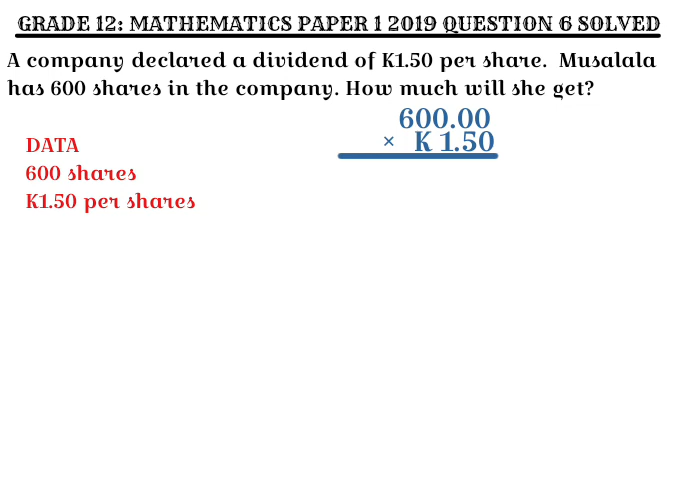 GRADE 12: MATHEMATICS PAPER 1 2019 QUESTION 6 SOLVED
A company declared a dividend of K1.50 per share. Musalala
has 600 shares in the company. How much will she get?
600.00
× K 1.50
DATA
600 shares
K1.50 per shares